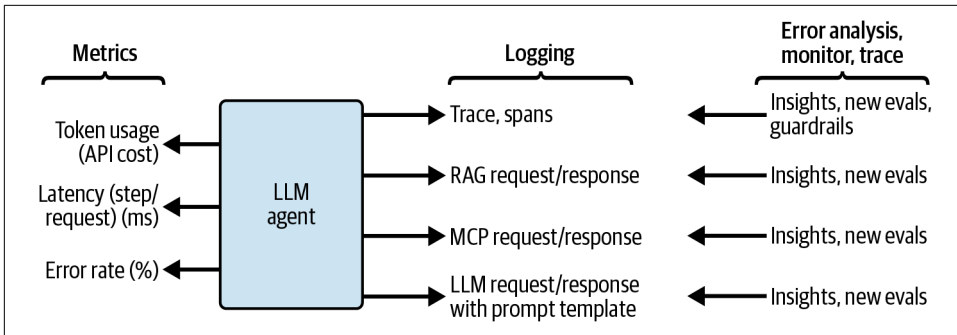 Metrics
Token usage
(API cost)
Latency (step/
request) (ms)
Error rate (%)
LLM
agent
Logging
Trace, spans
RAG request/response
MCP request/response
LLM request/response
with prompt template
Error analysis,
monitor, trace
Insights, new evals,
guardrails
Insights, new evals
Insights, new evals
Insights, new evals